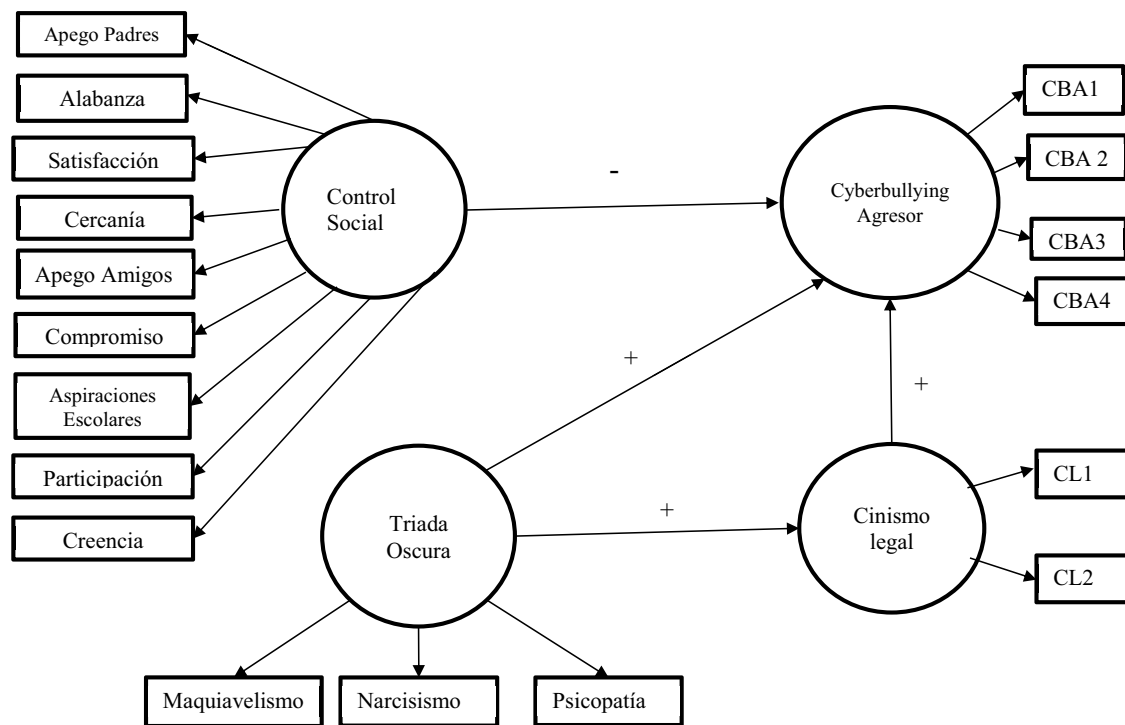 Apego Padres
Alabanza
Satisfacción
Cercanía
Apego Amigos
Compromiso
Aspiraciones
Escolares
Participación
Creencia
Control
Social
-
Cyberbullying
Agresor
CBA1
CBA 2
CBA3
CBA4
+
+
Triada
Oscura
+
Cinismo
legal
CL1
CL2
Maquiavelismo
Narcisismo
Psicopatía